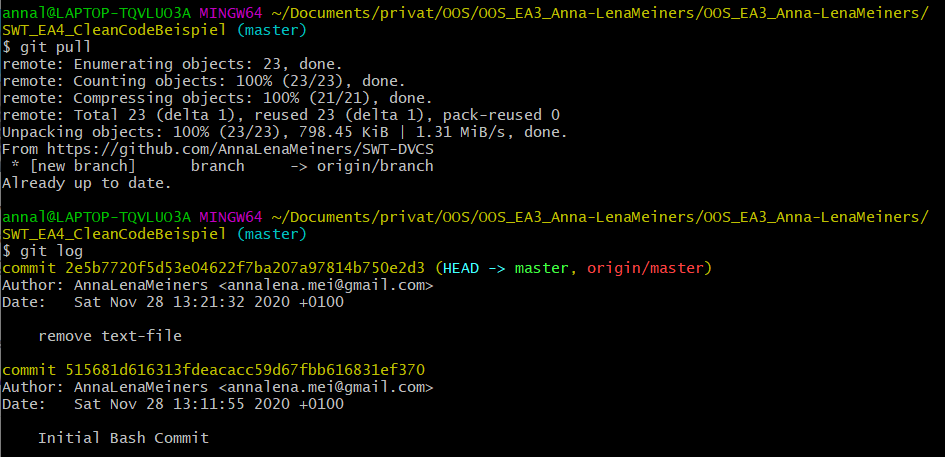 annal@LAPTOP-TQVLUO3A MINGW64 ~/Documents/privat/OOS/OOS_EA3_Anna-LenaMeiners/OOS_EA3_Anna-LenaMeiners/
SWT_EA4_CleanCodeBeispiel (master)
$ git pull
remote: Enumerating objects: 23, done.
remote: Counting objects: 100% (23/23), done.
remote: Compressing objects: 100% (21/21), done.
remote: Total 23 (delta 1), reused 23 (delta 1), pack-reused 0
Unpacking objects: 100% (23/23), 798.45 KiB | 1.31 MiB/s, done.
From https://github.com/AnnaLenaMeiners/SWT-DVCS
 * [new branch]      branch     -> origin/branch
Already up to date.
annal@LAPTOP-TQVLUO3A MINGW64 ~/Documents/privat/OOS/OOS_EA3_Anna-LenaMeiners/OOS_EA3_Anna-LenaMeiners/
SWT_EA4_CleanCodeBeispiel (master)
$ git log
commit 2e5b7720f5d53e04622f7ba207a97814b750e2d3 (HEAD -> master, origin/master)
Author: AnnaLenaMeiners <annalena.mei@gmail.com>
Date:   Sat Nov 28 13:21:32 2020 +0100
    remove text-file
commit 515681d616313fdeacacc59d67fbb616831ef370
Author: AnnaLenaMeiners <annalena.mei@gmail.com>
Date:   Sat Nov 28 13:11:55 2020 +0100
    Initial Bash Commit